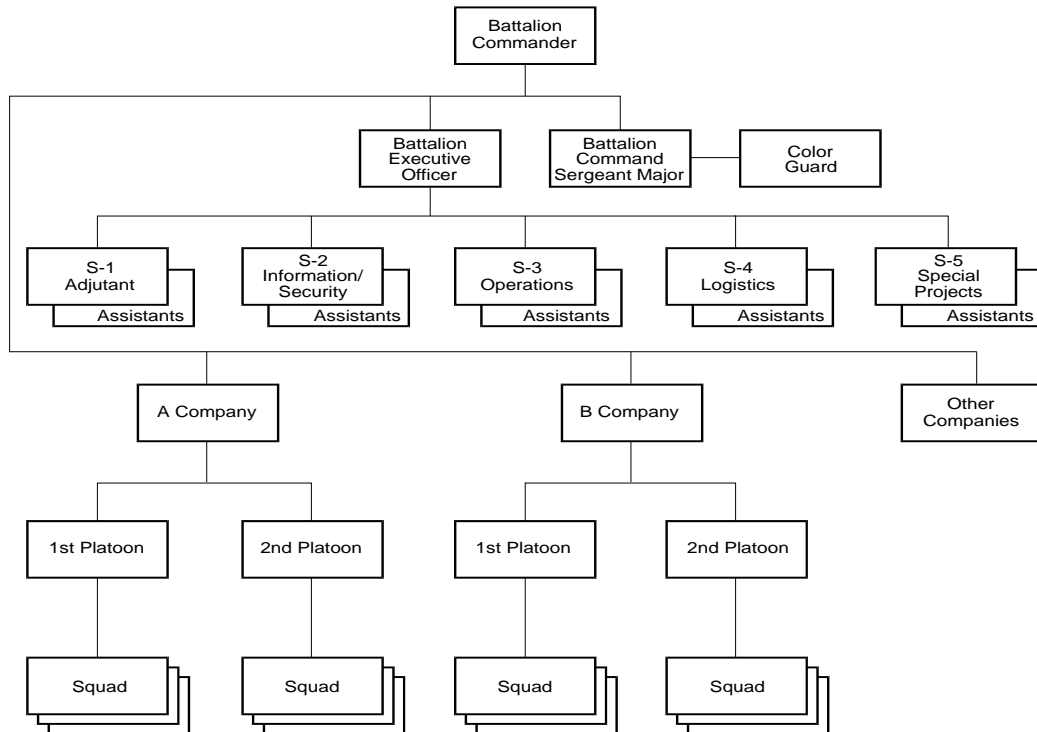 Battalion
Commander
Battalion
Executive
Officer
Battalion
Command
Sergeant Major
Color
Guard
S-1
Adjutant
Assistants
S-2
Information/
Security
Assistants
S-3
Operations
Assistants
S-4
Logistics
Assistants
S-5
Special
Projects
Assistants
A Company
B Company
Other
Companies
1st Platoon
2nd Platoon
1st Platoon
2nd Platoon
Squad
Squad
Squad
Squad